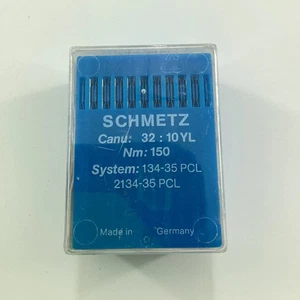 SCHMETZ
Canu: 32 : 10 YL
Nm: 150
System: 134-35 PCL
2134-35 PCL
Made in Germany